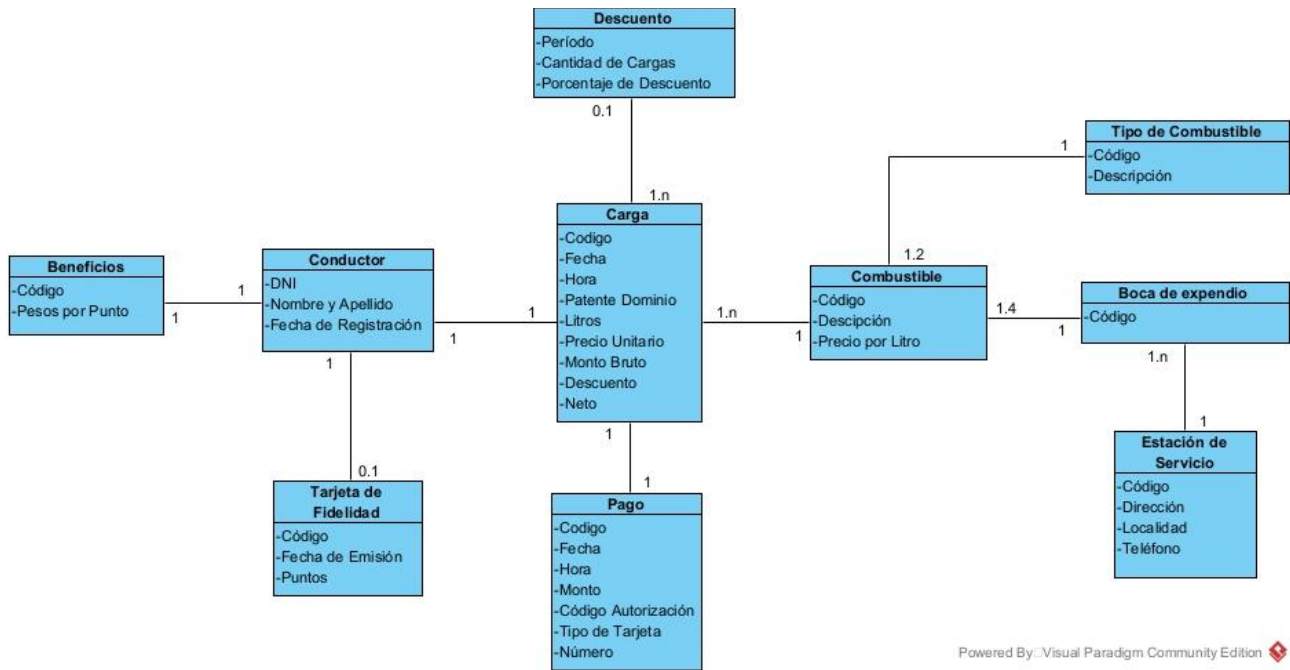 Descuento
-Período
-Cantidad de Cargas
-Porcentaje de Descuento
0.1
1.n
Tipo de Combustible
-Código
-Descripción
1
1.2
Carga
-Codigo
-Fecha
-Hora
-Patente Dominio
-Litros
-Precio Unitario
-Monto Bruto
-Descuento
-Neto
Beneficios
-Código
-Pesos por Punto
1
1
Conductor
-DNI
-Nombre y Apellido
-Fecha de Registración
1
1
1.n
1
Combustible
-Código
-Descipción
-Precio por Litro
1.4
1
Boca de expendio
-Código
1.n
1
Estación de
Servicio
-Código
-Dirección
-Localidad
-Teléfono
1
0.1
Tarjeta de
Fidelidad
-Código
-Fecha de Emisión
-Puntos
1
1
Pago
-Codigo
-Fecha
-Hora
-Monto
-Código Autorización
-Tipo de Tarjeta
-Número
Powered By Visual Paradigm Community Edition